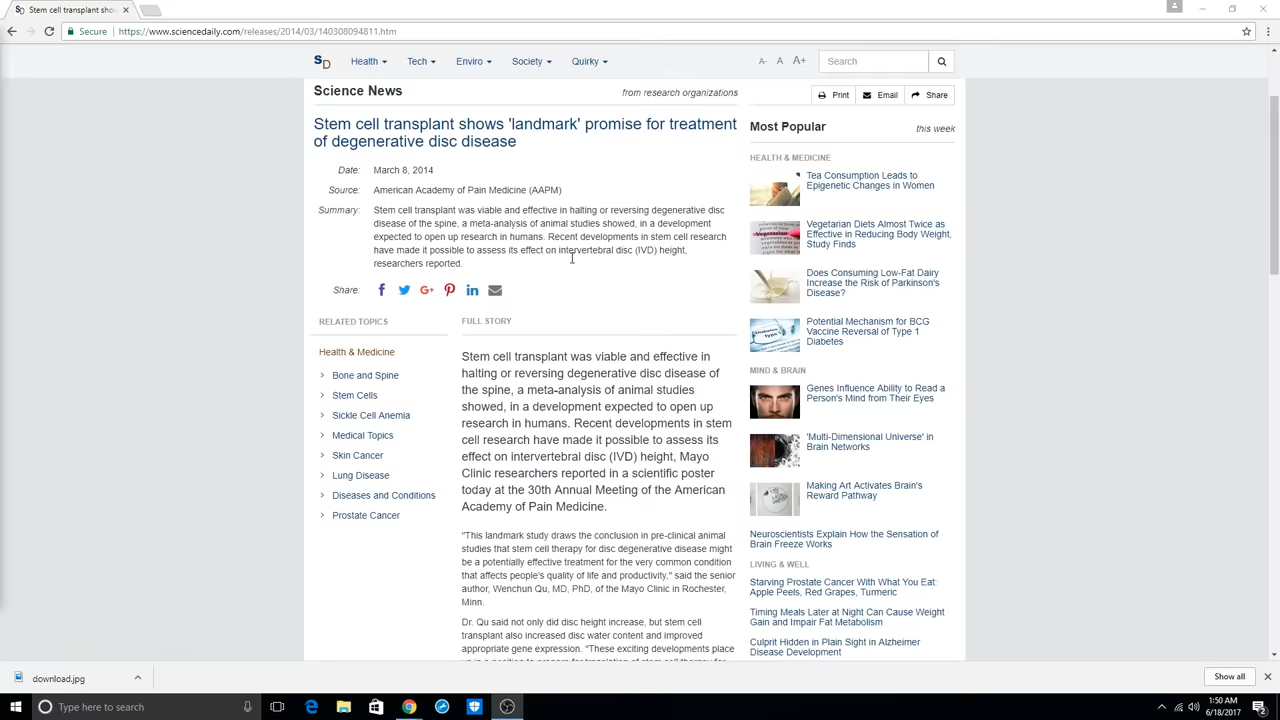 Stem cell transplant sho
Secure
https://www.sciencedaily.com/releases/2014/03/140308094811.htm
SD
Health
Tech
Enviro
Society
Quirky
A-
A
A+
Search
Science News
from research organizations
Print
Email
Share
Stem cell transplant shows 'landmark' promise for treatment
of degenerative disc disease
Date: March 8, 2014
Source: American Academy of Pain Medicine (AAPM)
Summary: Stem cell transplant was viable and effective in halting or reversing degenerative disc
disease of the spine, a meta-analysis of animal studies showed, in a development
expected to open up research in humans. Recent developments in stem cell research
have made it possible to assess its effect on intervertebral disc (IVD) height,
researchers reported.
Share:
RELATED TOPICS
Health & Medicine
Bone and Spine
Stem Cells
Sickle Cell Anemia
Medical Topics
Skin Cancer
Lung Disease
Diseases and Conditions
Prostate Cancer
FULL STORY
Stem cell transplant was viable and effective in
halting or reversing degenerative disc disease of
the spine, a meta-analysis of animal studies
showed, in a development expected to open up
research in humans. Recent developments in stem
cell research have made it possible to assess its
effect on intervertebral disc (IVD) height, Mayo
Clinic researchers reported in a scientific poster
today at the 30th Annual Meeting of the American
Academy of Pain Medicine.
"This landmark study draws the conclusion in pre-clinical animal
studies that stem cell therapy for disc degenerative disease might
be a potentially effective treatment for the very common condition
that affects people's quality of life and productivity," said the senior
author, Wenchun Qu, MD, PhD, of the Mayo Clinic in Rochester,
Minn.
Dr. Qu said not only did disc height increase, but stem cell
transplant also increased disc water content and improved
appropriate gene expression. "These exciting developments place
Most Popular
this week
HEALTH & MEDICINE
Tea Consumption Leads to
Epigenetic Changes in Women
Vegetarian Diets Almost Twice as
Effective in Reducing Body Weight,
Study Finds
Does Consuming Low-Fat Dairy
Increase the Risk of Parkinson's
Disease?
Potential Mechanism for BCG
Vaccine Reversal of Type 1
Diabetes
MIND & BRAIN
Genes Influence Ability to Read a
Person's Mind from Their Eyes
'Multi-Dimensional Universe' in
Brain Networks
Making Art Activates Brain's
Reward Pathway
Neuroscientists Explain How the Sensation of
Brain Freeze Works
LIVING & WELL
Starving Prostate Cancer With What You Eat:
Apple Peels, Red Grapes, Turmeric
Timing Meals Later at Night Can Cause Weight
Gain and Impair Fat Metabolism
Culprit Hidden in Plain Sight in Alzheimer
Disease Development
download.jpg
Show all
Type here to search
1:50 AM
6/18/2017